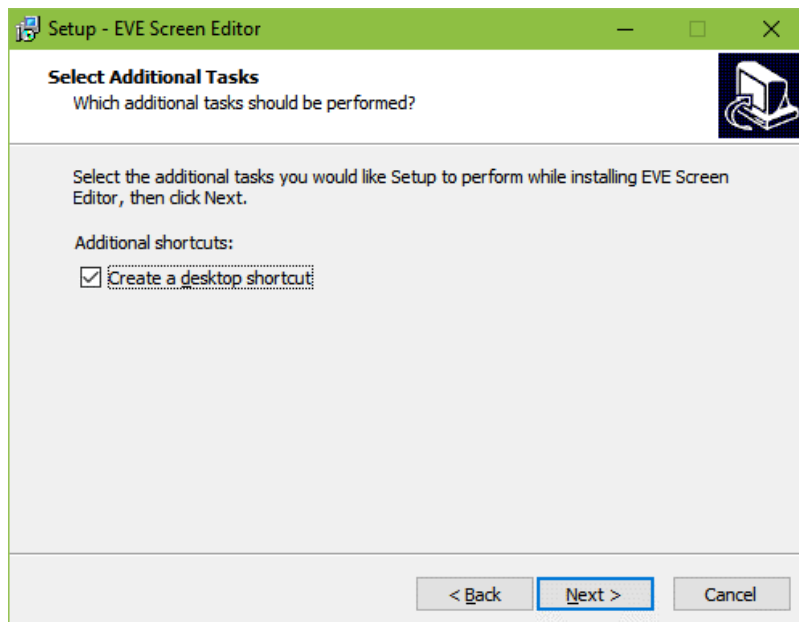 Setup - EVE Screen Editor
Select Additional Tasks
Which additional tasks should be performed?
Select the additional tasks you would like Setup to perform while installing EVE Screen
Editor, then click Next.
Additional shortcuts:
Create a desktop shortcut
< Back
Next >
Cancel